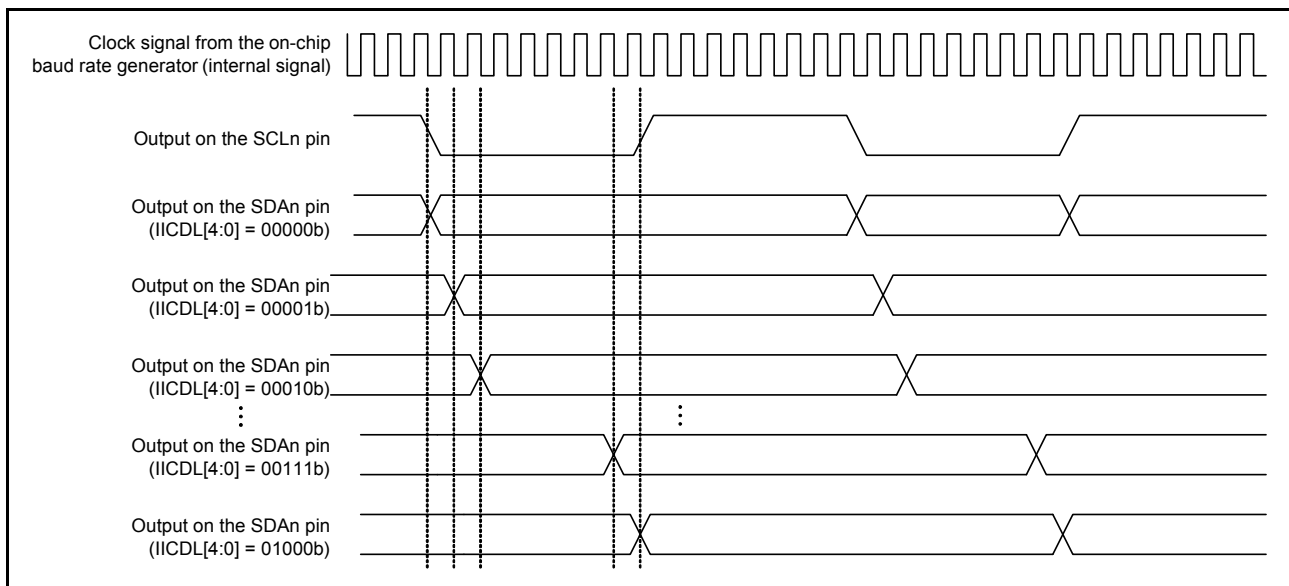 Clock signal from the on-chip
baud rate generator (internal signal)
Output on the SCLn pin
Output on the SDAn pin
(IICDL[4:0] = 00000b)
Output on the SDAn pin
(IICDL[4:0] = 00001b)
Output on the SDAn pin
(IICDL[4:0] = 00010b)
Output on the SDAn pin
(IICDL[4:0] = 00111b)
Output on the SDAn pin
(IICDL[4:0] = 01000b)